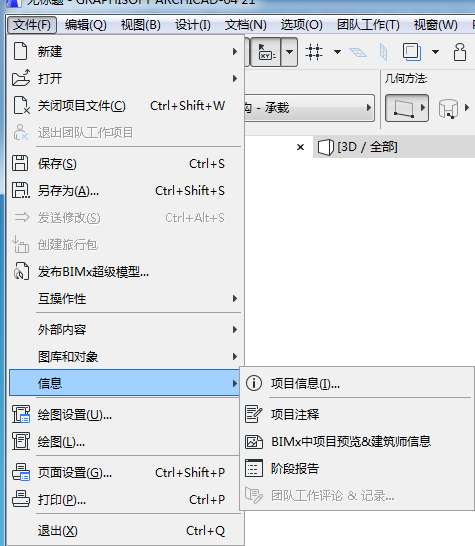 无标题 - GRAPHISOFT ARCHICAD-64 21
文件(F) 编辑(Q) 视图(B) 设计(I) 文档(N) 选项(O) 团队工作(T) 视窗(W)
新建
打开
关闭项目文件(C) Ctrl+Shift+W
退出团队工作项目
保存(S) Ctrl+S
另存为(A)... Ctrl+Shift+S
发送修改(S) Ctrl+Alt+S
创建旅行包
发布BIMx超级模型...
互操作性
外部内容
图库和对象
信息
绘图设置(U)...
绘图(L)...
页面设置(G)... Ctrl+Shift+P
打印(P)... Ctrl+P
退出(X) Ctrl+Q
XY:
几何方法:
- 承载
[3D / 全部]
项目信息(I)...
项目注释
BIMx中项目预览&建筑师信息
阶段报告
团队工作评论 & 记录...